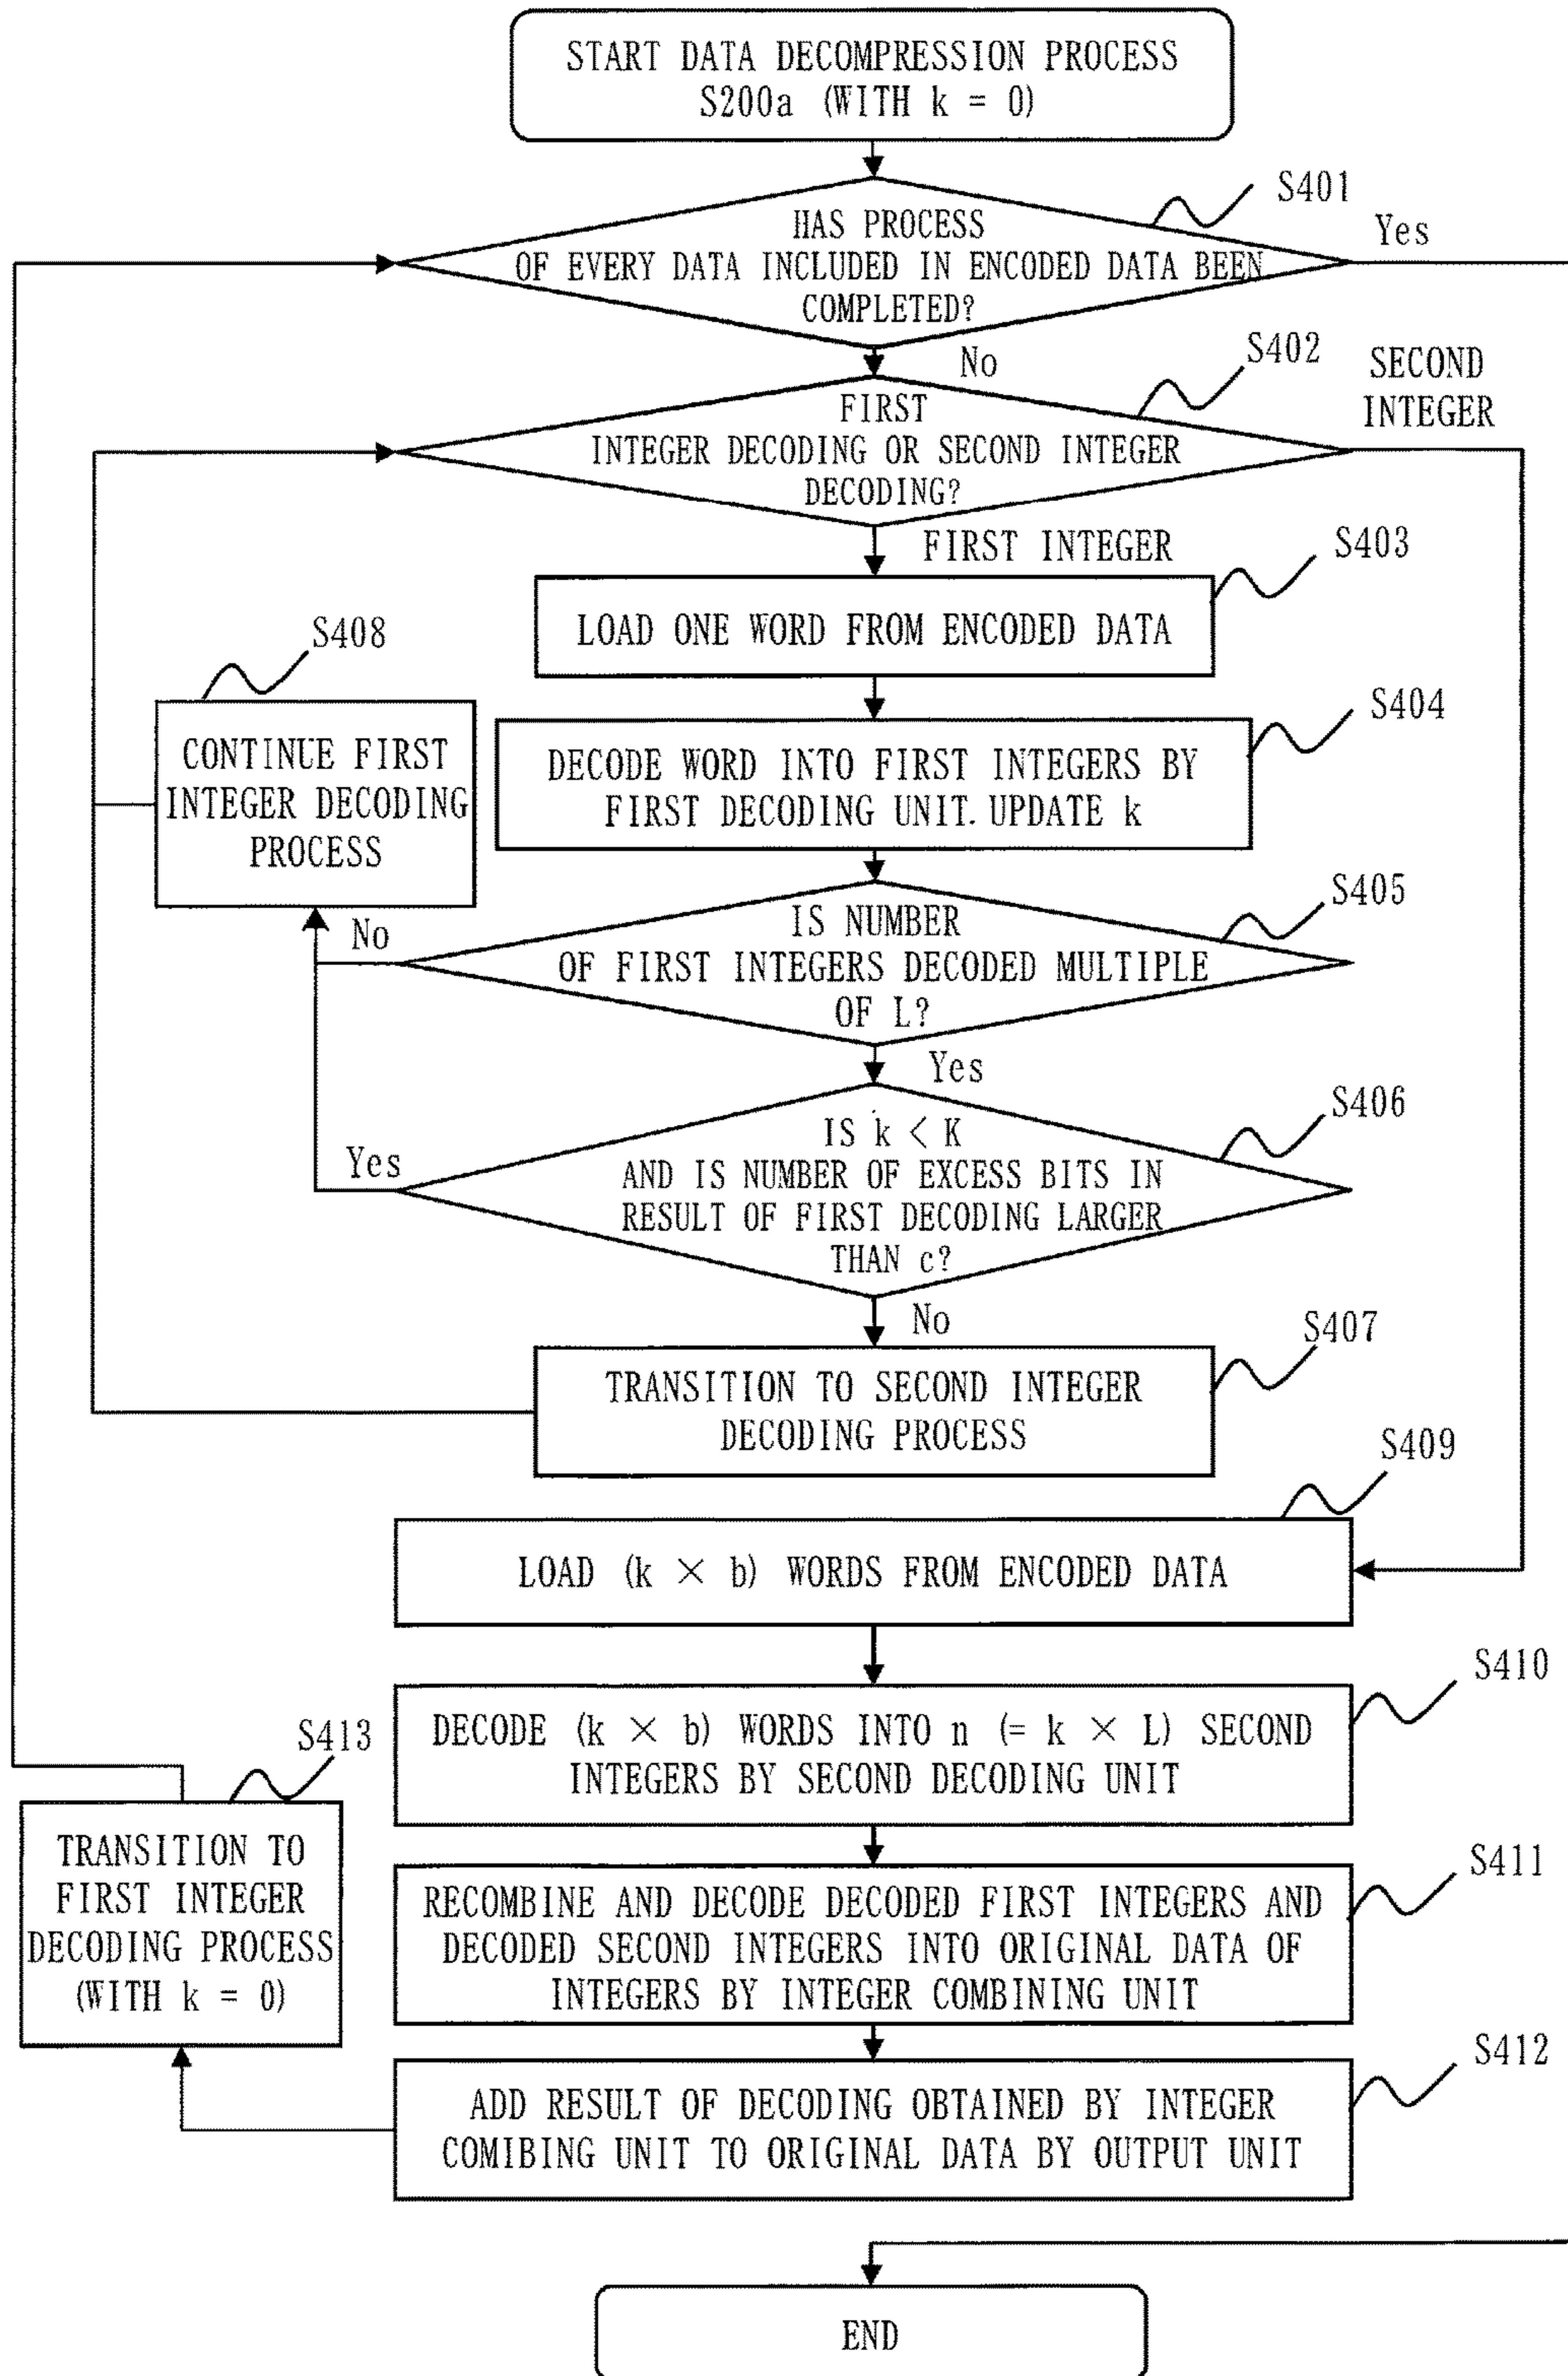 START DATA DECOMPRESSION PROCESS
S200a (WITH k = 0)
S401
HAS PROCESS
OF EVERY DATA INCLUDED IN ENCODED DATA BEEN
COMPLETED?
Yes
No
S402
FIRST
INTEGER DECODING OR SECOND INTEGER
DECODING?
SECOND
INTEGER
FIRST INTEGER
S403
LOAD ONE WORD FROM ENCODED DATA
S408
CONTINUE FIRST
INTEGER DECODING
PROCESS
S404
DECODE WORD INTO FIRST INTEGERS BY
FIRST DECODING UNIT. UPDATE k
S405
IS NUMBER
OF FIRST INTEGERS DECODED MULTIPLE
OF L?
No
Yes
S406
IS k < K
AND IS NUMBER OF EXCESS BITS IN
RESULT OF FIRST DECODING LARGER
THAN c?
Yes
No
S407
TRANSITION TO SECOND INTEGER
DECODING PROCESS
S409
LOAD (k × b) WORDS FROM ENCODED DATA
S410
DECODE (k × b) WORDS INTO n (= k × L) SECOND
INTEGERS BY SECOND DECODING UNIT
S413
TRANSITION TO
FIRST INTEGER
DECODING PROCESS
(WITH k = 0)
S411
RECOMBINE AND DECODE DECODED FIRST INTEGERS AND
DECODED SECOND INTEGERS INTO ORIGINAL DATA OF
INTEGERS BY INTEGER COMBINING UNIT
S412
ADD RESULT OF DECODING OBTAINED BY INTEGER
COMIBING UNIT TO ORIGINAL DATA BY OUTPUT UNIT
END